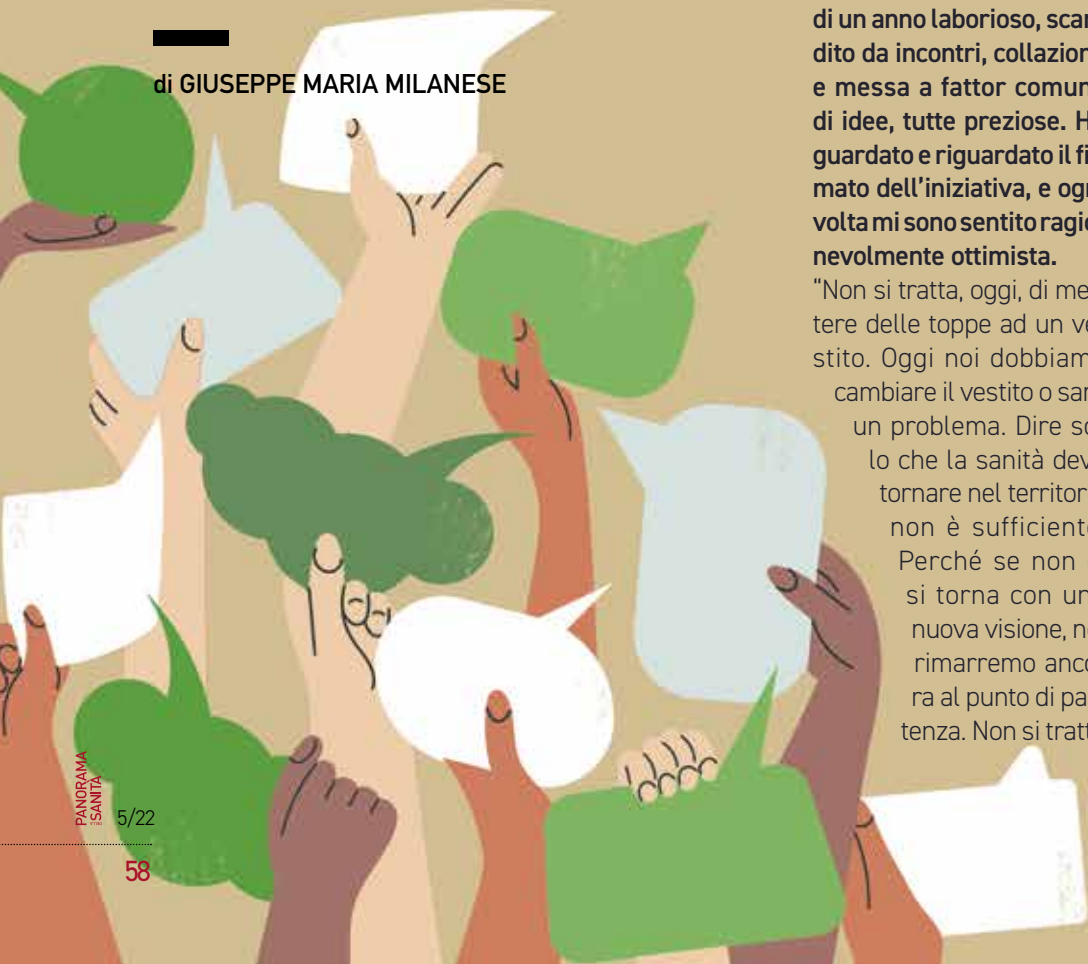 di GIUSEPPE MARIA MILANESE
di un anno laborioso, scan
dito da incontri, collazion
e messa a fattor comun
di idee, tutte preziose. H
guardato e riguardato il fi
mato dell’iniziativa, e ogn
volta mi sono sentito ragio
nevolmente ottimista.
“Non si tratta, oggi, di met
tere delle toppe ad un ve
stito. Oggi noi dobbiam
cambiare il vestito o sar
un problema. Dire so
lo che la sanità dev
tornare nel territor
non è sufficiente
Perché se non
si torna con un
nuova visione, no
rimarremo anco
ra al punto di pa
tenza. Non si tratt
PANORAMA
SANITÀ
5/22
58